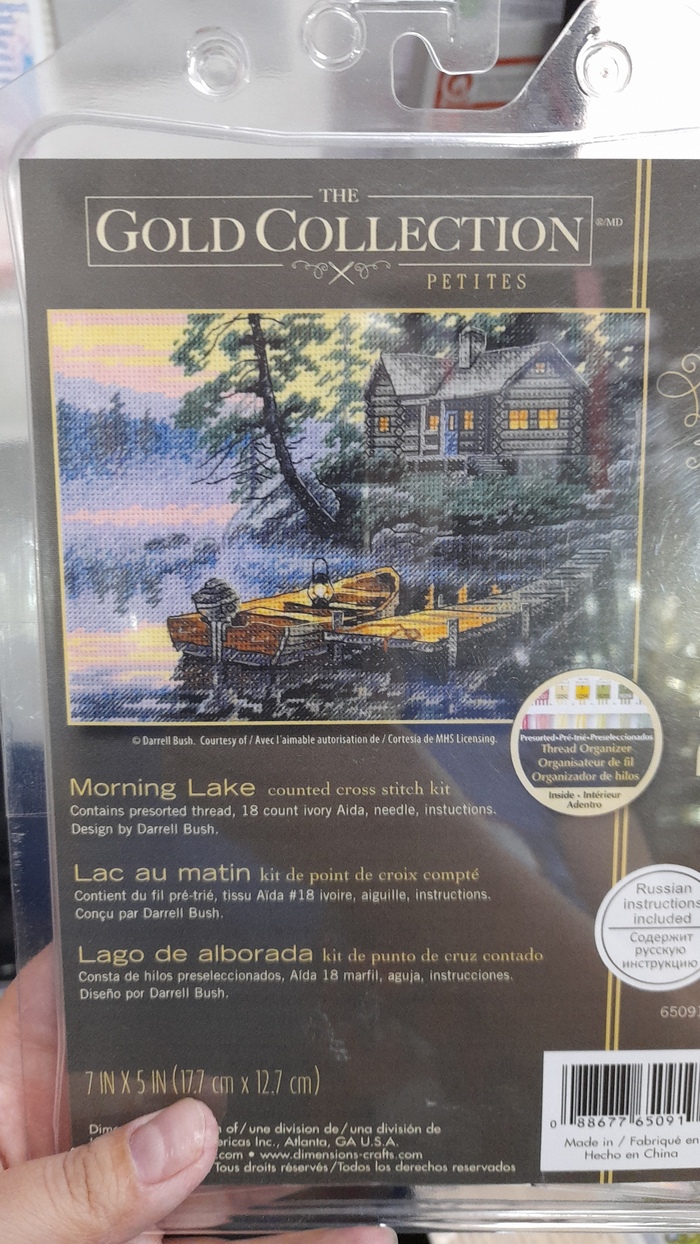 THE
GOLD COLLECTION ®/MD
PETITES
© Darrell Bush. Courtesy of / Avec l'aimable autorisation de / Cortesia de MHS Licensing.
Presorted•Pré-trié•Preseleccionados
Thread Organizer
Organisateur de fil
Organizador de hilos
Inside • Intérieur
Adentro
Morning Lake counted cross stitch kit
Contains presorted thread, 18 count ivory Aida, needle, instuctions.
Design by Darrell Bush.
Lac au matin kit de point de croix compté
Contient du fil pré-trié, tissu Aïda #18 ivoire, aiguille, instructions.
Conçu par Darrell Bush.
Lago de alborada kit de punto de cruz contado
Consta de hilos preseleccionados, Aida 18 marfil, aguja, instrucciones.
Diseño por Darrell Bush.
Russian
instructions
included
Содержит
русскую
инструкцию
6509
7 IN X 5 IN (17.7 cm x 12.7 cm)
of / une division de / una división de
ericas Inc., Atlanta, GA U.S.A.
.com • www.dimensions-crafts.com
Tous droits réservés / Todos los derechos reservados
0 88677 65091
Made in / Fabriqué en
Hecho en China